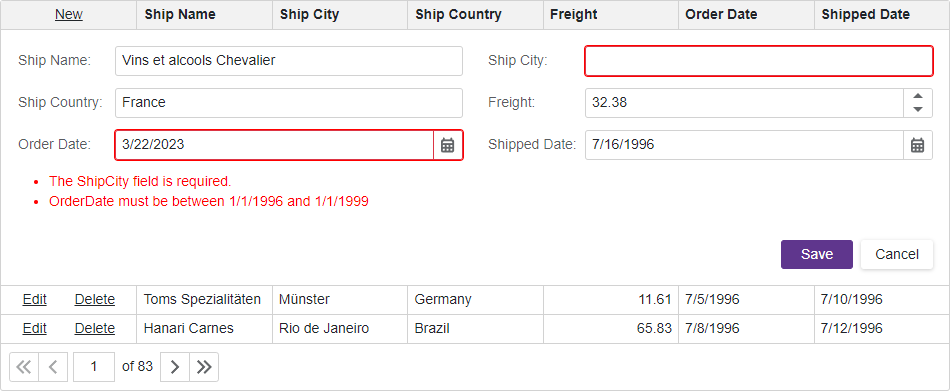 New Ship Name Ship City Ship Country Freight Order Date Shipped Date
Ship Name: Vins et alcools Chevalier Ship City:
Ship Country: France Freight: 32.38
Order Date: 3/22/2023 Shipped Date: 7/16/1996
• The ShipCity field is required.
• OrderDate must be between 1/1/1996 and 1/1/1999
Save Cancel
Edit Delete Toms Spezialitäten Münster Germany 11.61 7/5/1996 7/10/1996
Edit Delete Hanari Carnes Rio de Janeiro Brazil 65.83 7/8/1996 7/12/1996
1 of 83